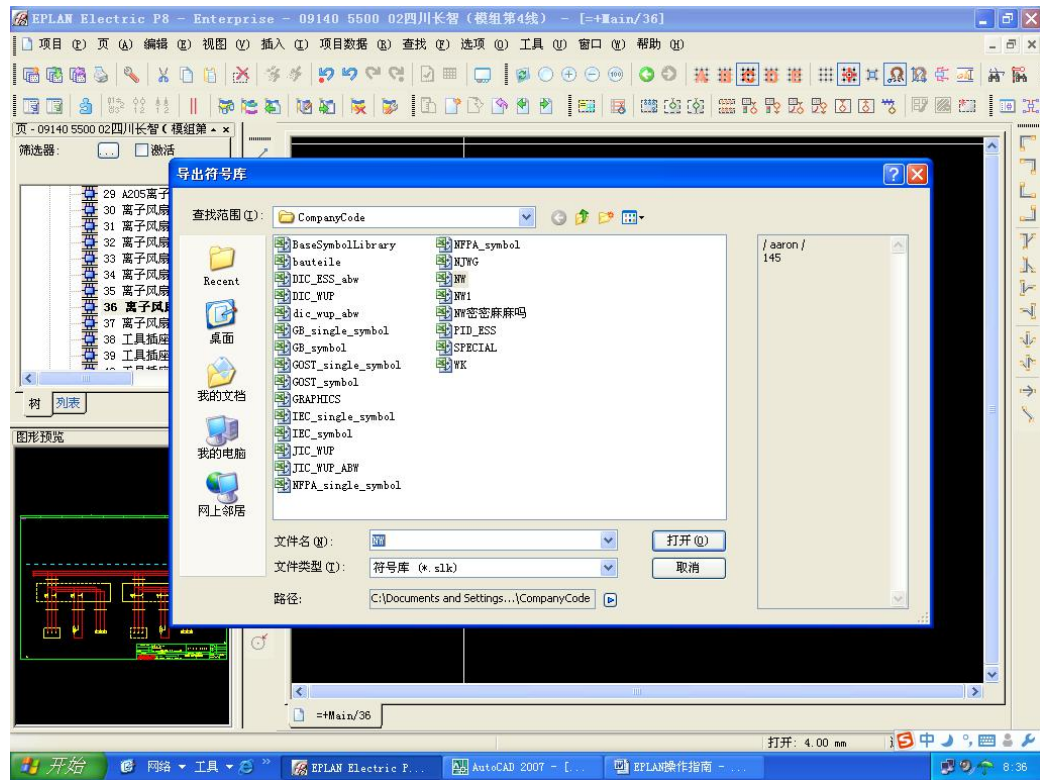 EPLAN Electric P8 - Enterprise - 09140 5500 02四川长智(模组第4线) - [=+Main/36]
项目 (P) 页 (A) 编辑 (E) 视图 (V) 插入 (I) 项目数据 (R) 查找 (F) 选项 (O) 工具 (U) 窗口 (W) 帮助 (H)
页 - 09140 5500 02四川长智(模组第
筛选器: ... 激活
29 A205离子
30 离子风扇
31 离子风扇
32 离子风扇
33 离子风扇
34 离子风扇
35 离子风扇
36 离子风扇
37 离子风扇
38 工具插座
39 工具插座
树 列表
图形预览
导出符号库
查找范围(I): CompanyCode
Recent
桌面
我的文档
我的电脑
网上邻居
BaseSymbolLibrary
bauteile
DIC_ESS_abw
DIC_WUP
dic_wup_abw
GB_single_symbol
GB_symbol
GOST_single_symbol
GOST_symbol
GRAPHICS
IEC_single_symbol
IEC_symbol
JIC_WUP
JIC_WUP_ABW
NFPA_single_symbol
NFPA_symbol
NJWG
NW
NW1
NW密密麻麻吗
PID_ESS
SPECIAL
WK
/ aaron /
145
文件名(N): NW 打开(O)
文件类型(T): 符号库 (*.slk) 取消
路径: C:\Documents and Settings...\CompanyCode
=+Main/36
打开: 4.00 mm
开始 网络 工具 EPLAN Electric P... AutoCAD 2007 - [... EPLAN操作指南 - ... 8:36
中